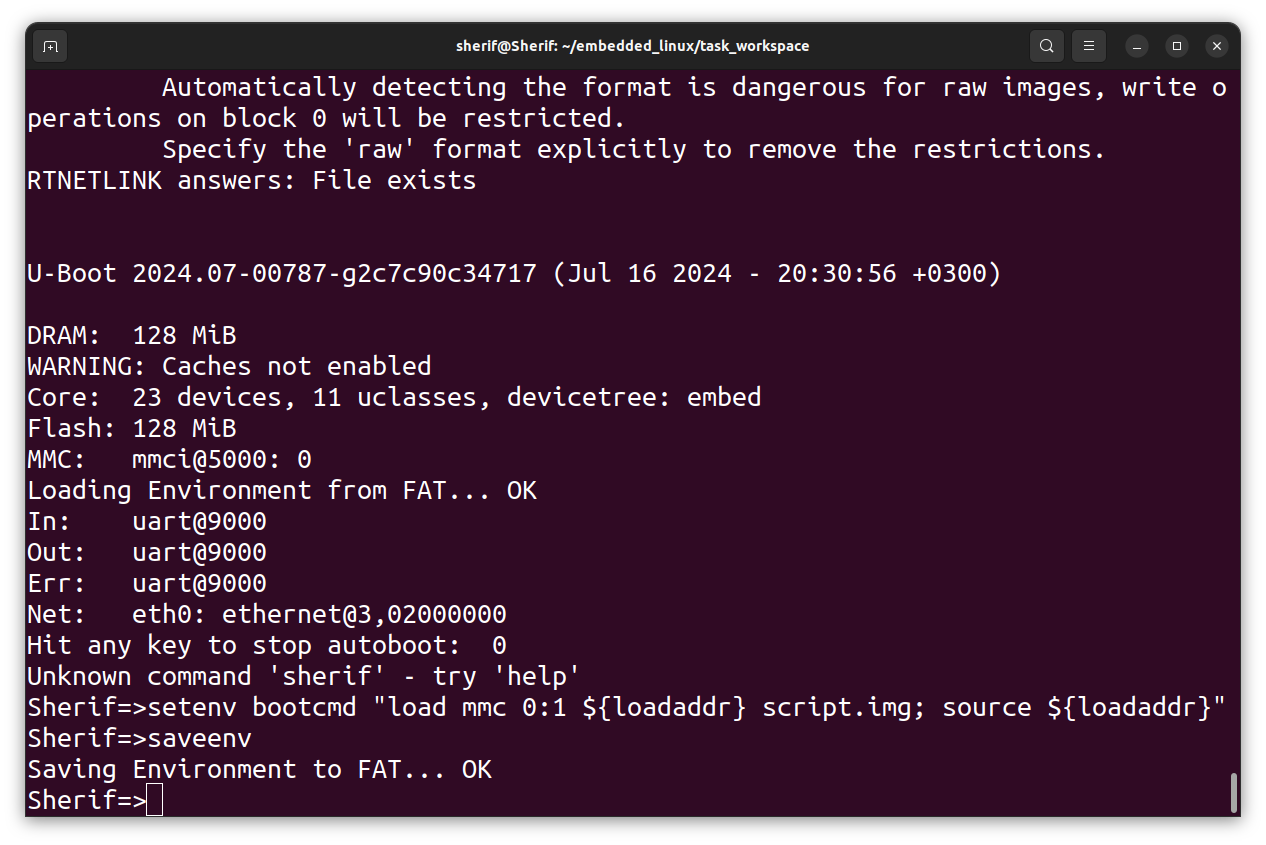 sherif@Sherif: ~/embedded_linux/task_workspace
Automatically detecting the format is dangerous for raw images, write o
perations on block 0 will be restricted.
Specify the 'raw' format explicitly to remove the restrictions.
RTNETLINK answers: File exists
U-Boot 2024.07-00787-g2c7c90c34717 (Jul 16 2024 - 20:30:56 +0300)
DRAM:  128 MiB
WARNING: Caches not enabled
Core:  23 devices, 11 uclasses, devicetree: embed
Flash: 128 MiB
MMC:   mmci@5000: 0
Loading Environment from FAT... OK
In:    uart@9000
Out:   uart@9000
Err:   uart@9000
Net:   eth0: ethernet@3,02000000
Hit any key to stop autoboot:  0
Unknown command 'sherif' - try 'help'
Sherif=>setenv bootcmd "load mmc 0:1 ${loadaddr} script.img; source ${loadaddr}"
Sherif=>saveenv
Saving Environment to FAT... OK
Sherif=>